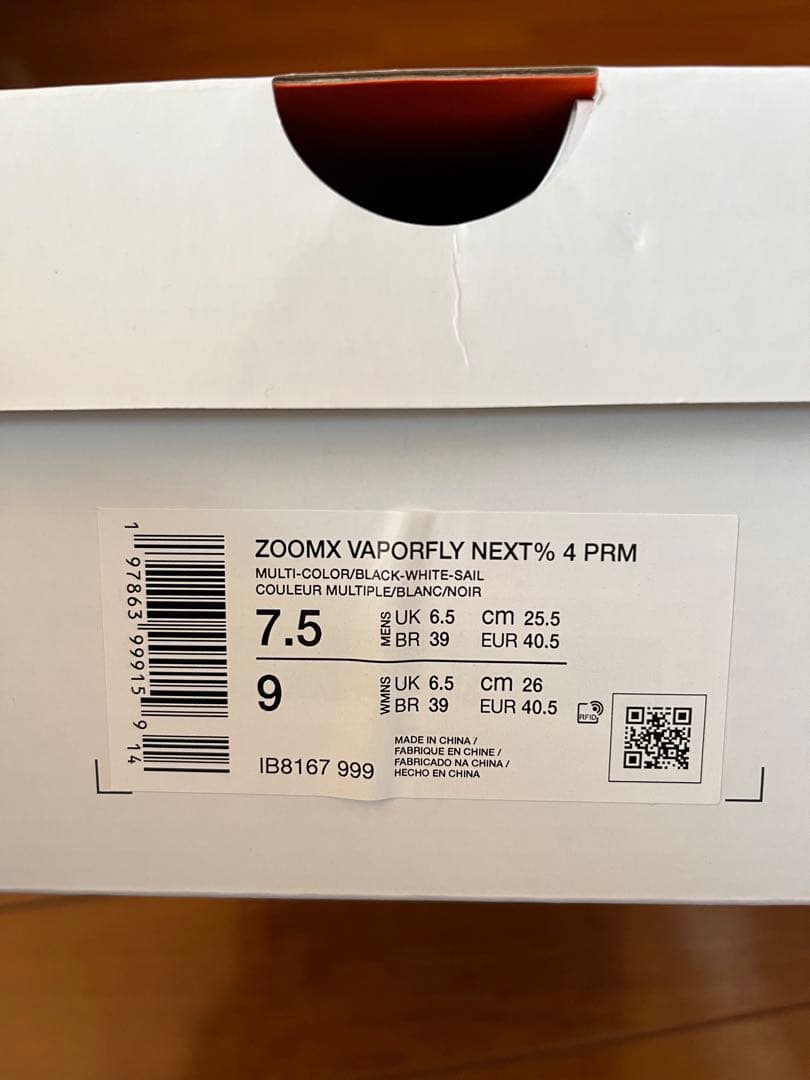 ZOOMX VAPORFLY NEXT% 4 PRM
MULTI-COLOR/BLACK-WHITE-SAIL
COULEUR MULTIPLE/BLANC/NOIR
7.5 MENS UK 6.5 cm 25.5
BR 39 EUR 40.5
9 WMNS UK 6.5 cm 26
BR 39 EUR 40.5
RFID
MADE IN CHINA /
FABRIQUE EN CHINE /
FABRICADO NA CHINA /
HECHO EN CHINA
IB8167 999
1 97863 99915 9 14